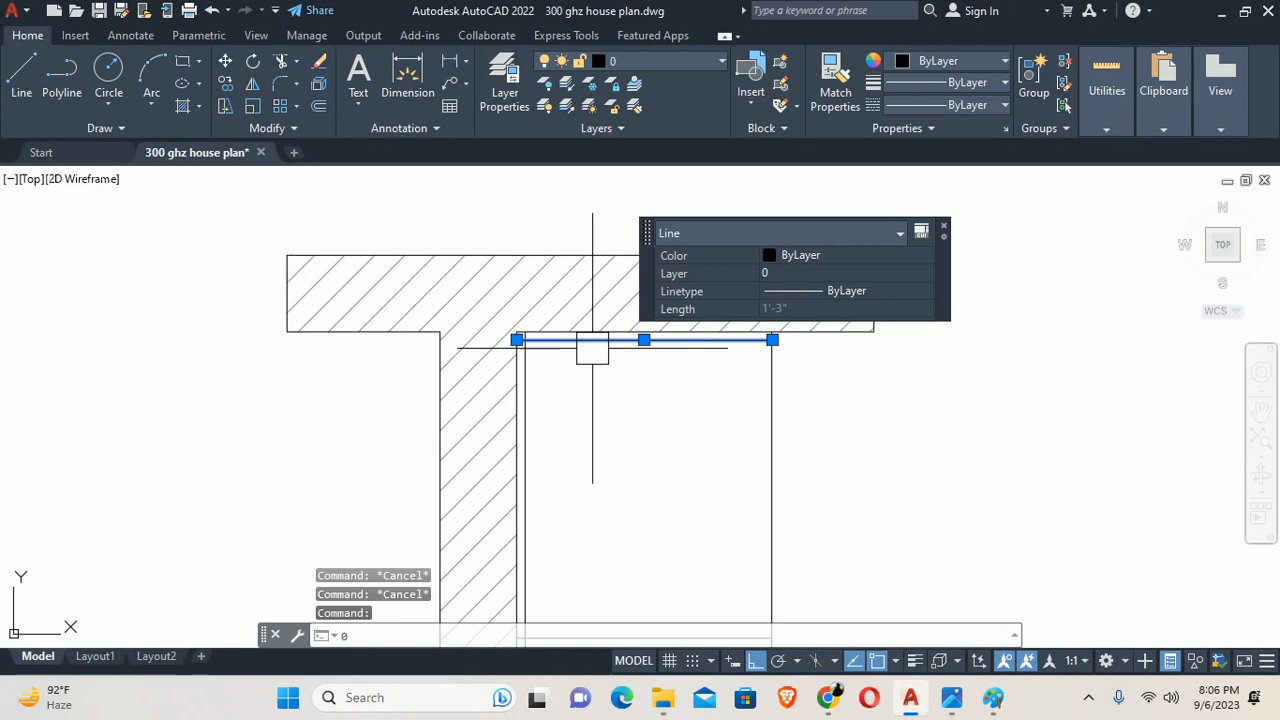 Share
Autodesk AutoCAD 2022 300 ghz house plan.dwg
Type a keyword or phrase
Sign In
Home Insert Annotate Parametric View Manage Output Add-ins Collaborate Express Tools Featured Apps
Line Polyline Circle Arc
Text Dimension
Layer Properties
0
Insert
Match Properties
ByLayer
ByLayer
ByLayer
Group
Utilities Clipboard View
Draw Modify Annotation Layers Block Properties Groups
Start 300 ghz house plan*
[−][Top][2D Wireframe]
N
W TOP E
S
WCS
Line
Color ByLayer
Layer 0
Linetype ByLayer
Length 1'-3"
Command: *Cancel*
Command: *Cancel*
Command:
0
Y
X
Model Layout1 Layout2
MODEL
1:1
92°F
Haze
Search
6:06 PM
9/6/2023